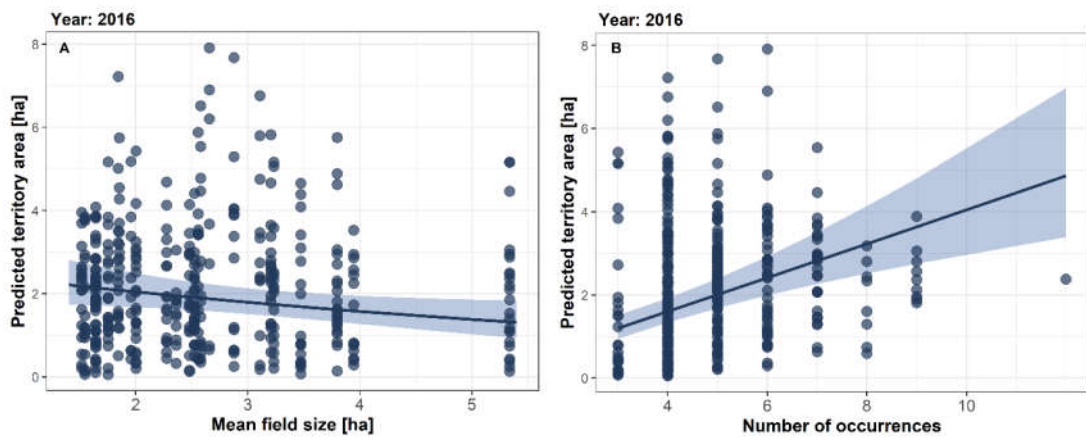 Year: 2016
A
Predicted territory area [ha]
8
6
4
2
0
2
3
4
5
Mean field size [ha]
Year: 2016
B
Predicted territory area [ha]
8
6
4
2
0
4
6
8
10
Number of occurrences